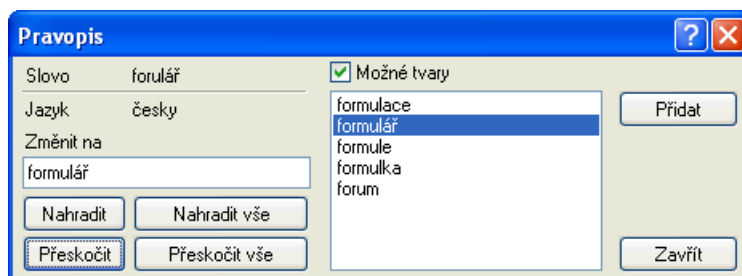 Pravopis
Slovo forulář
Jazyk česky
Změnit na
formulář
Nahradit Nahradit vše
Přeskočit Přeskočit vše
Možné tvary
formulace
formulář
formule
formulka
forum
Přidat
Zavřít